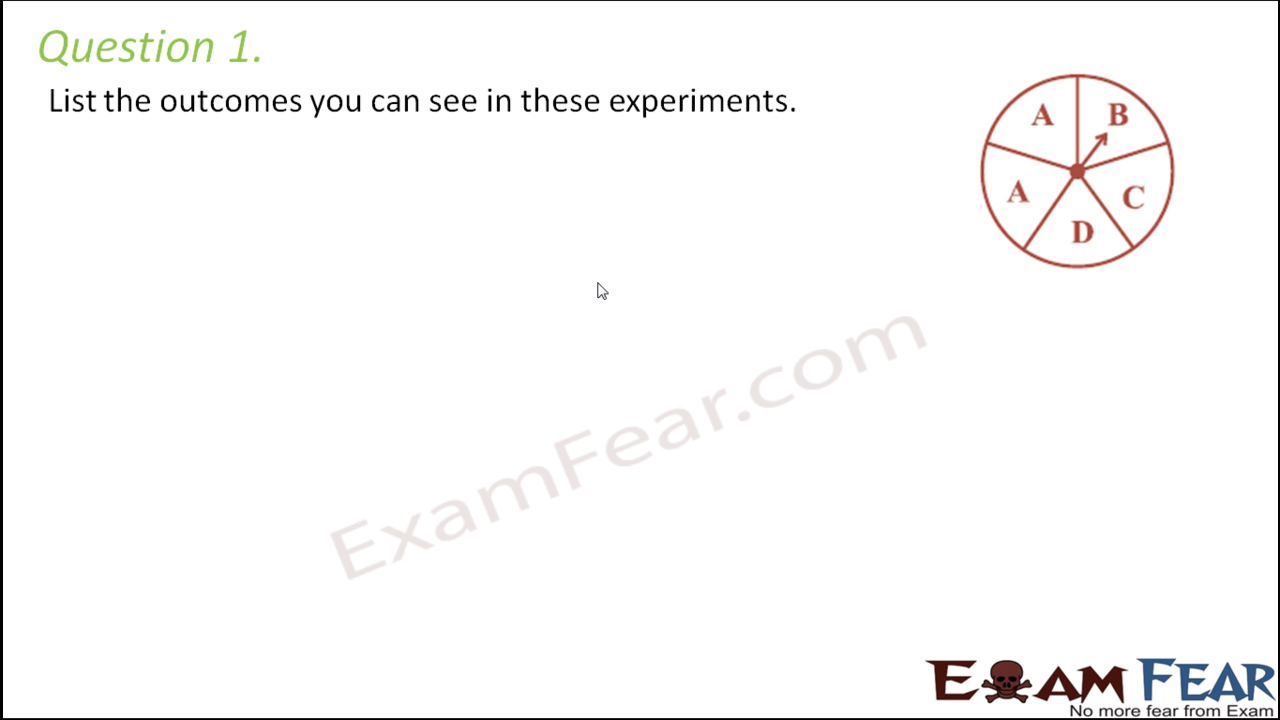 Question 1.
List the outcomes you can see in these experiments.
A B
A C
D
ExamFear.com
EXAM FEAR
No more fear from Exam